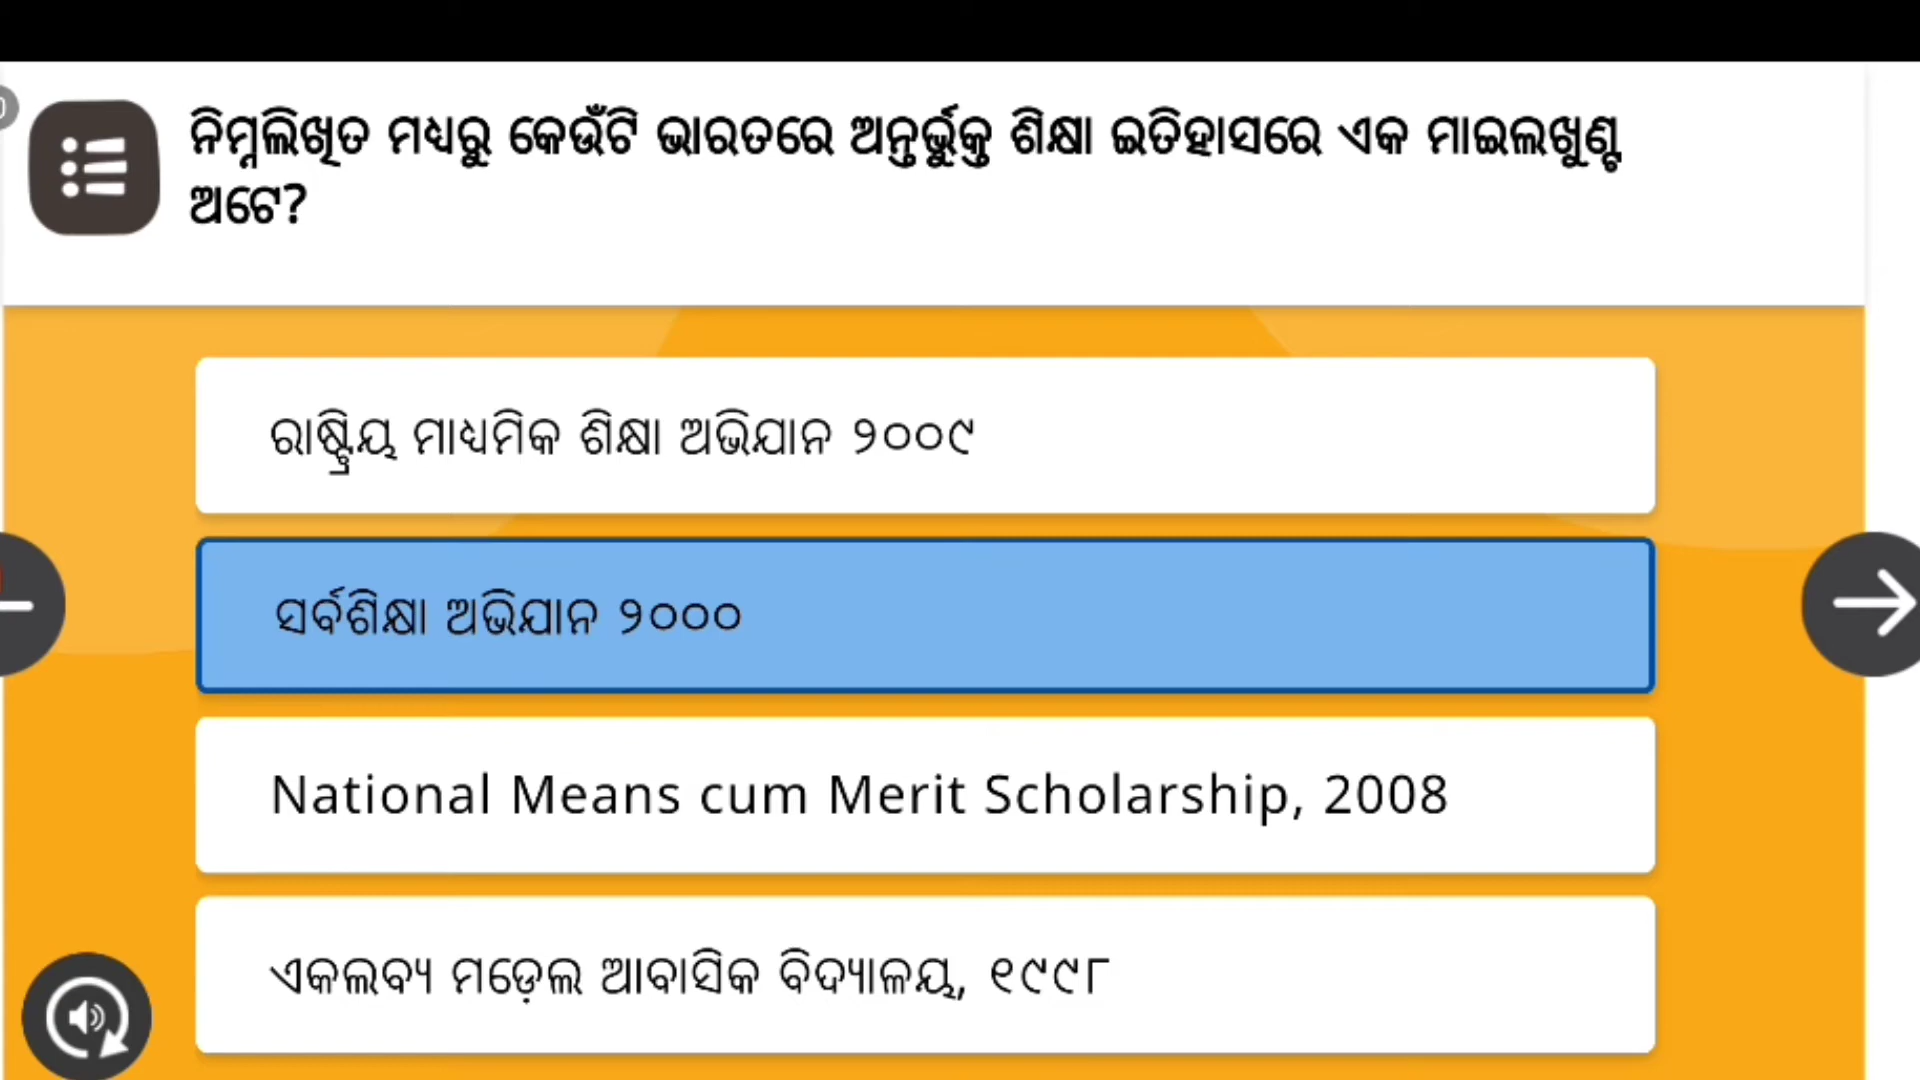 ନିମ୍ନଲିଖିତ ମଧ୍ୟରୁ କେଉଁଟି ଭାରତରେ ଅନ୍ତର୍ଭୁକ୍ତ ଶିକ୍ଷା ଇତିହାସରେ ଏକ ମାଇଲଖୁଣ୍ଟ
ଅଟେ?
ରାଷ୍ଟ୍ରିୟ ମାଧ୍ୟମିକ ଶିକ୍ଷା ଅଭିଯାନ ୨୦୦୯
ସର୍ବଶିକ୍ଷା ଅଭିଯାନ ୨୦୦୦
National Means cum Merit Scholarship, 2008
ଏକଲବ୍ୟ ମଡ଼େଲ ଆବାସିକ ବିଦ୍ୟାଳୟ, ୧୯୯୮